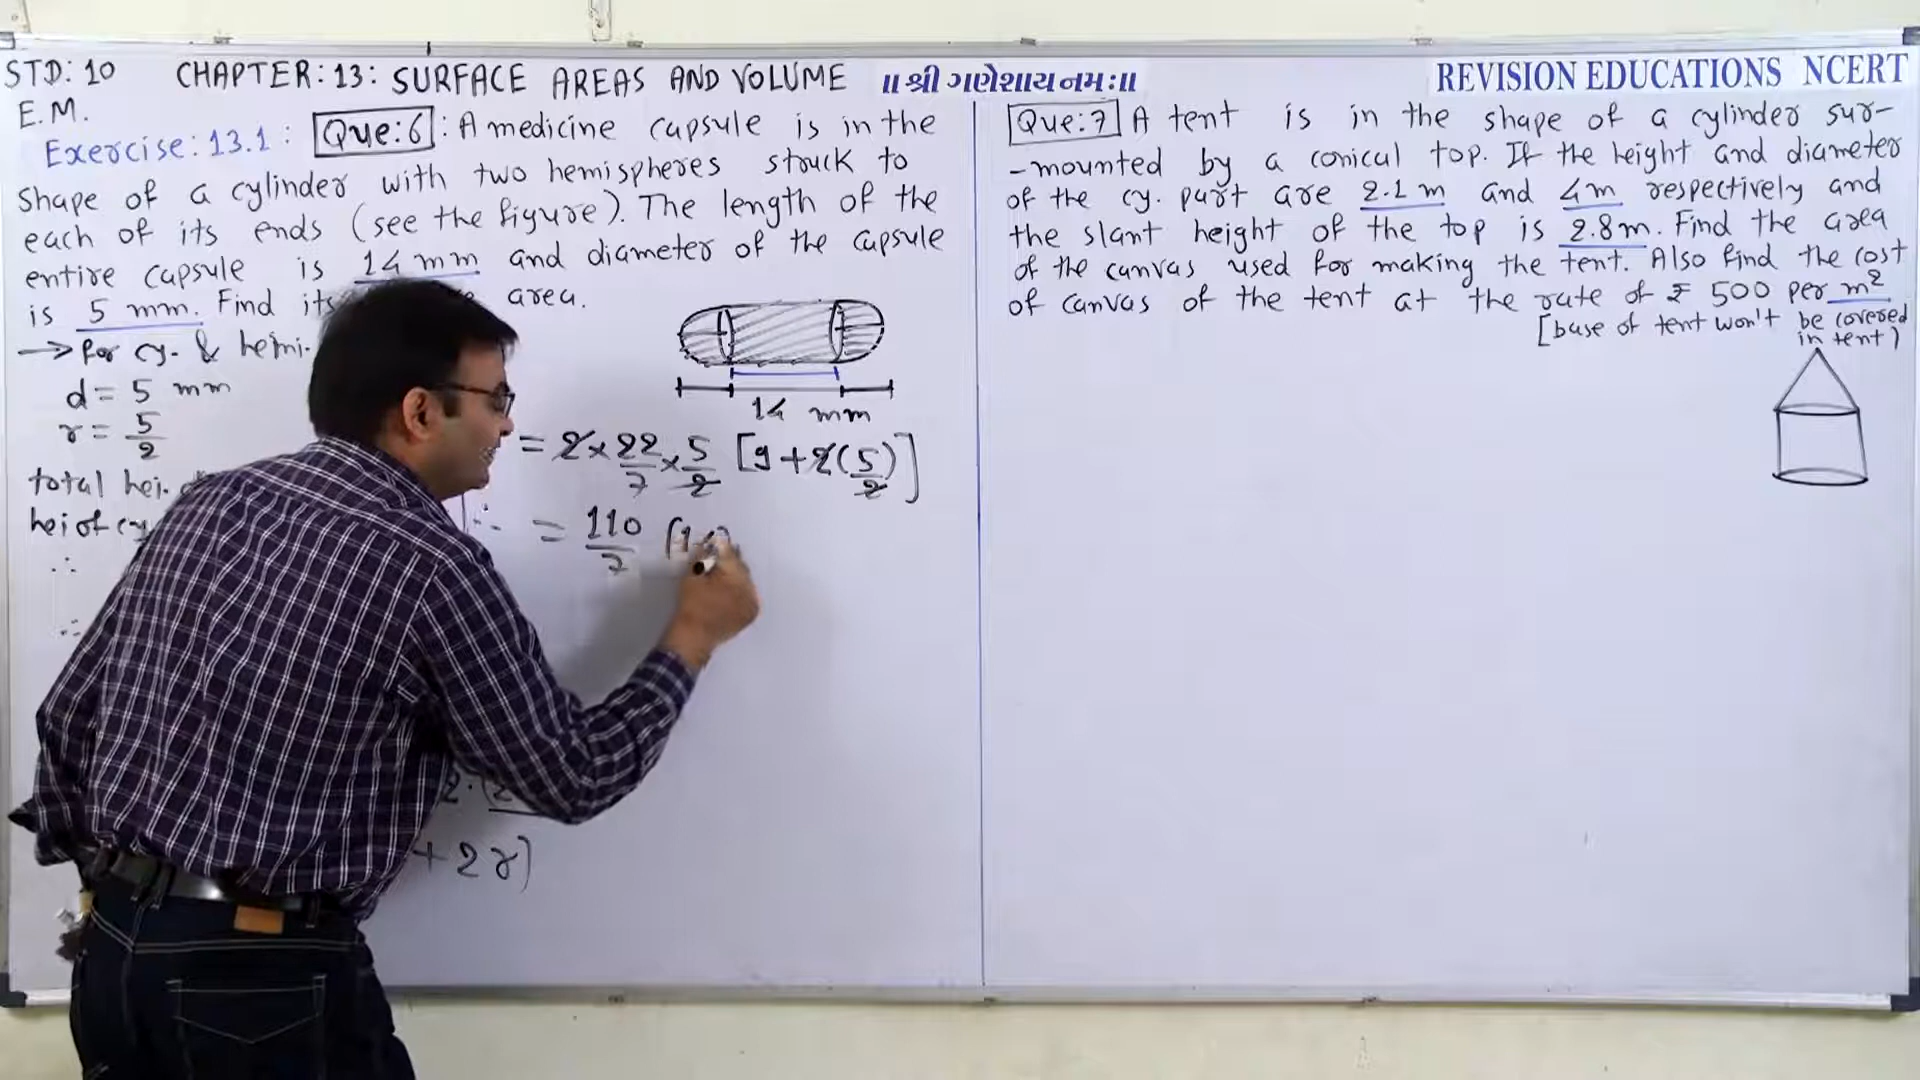 STD: 10 CHAPTER: 13: SURFACE AREAS AND VOLUME ॥ श्री गणेशाय नमः ॥ REVISION EDUCATIONS NCERT
E.M.
Exercise: 13.1: Que: 6: A medicine capsule is in the
shape of a cylinder with two hemispheres struck to
each of its ends (see the figure). The length of the
entire capsule is 14 mm and diameter of the capsule
is 5 mm. Find its area.
→ for cy. & hemi.
d = 5 mm
r = 5/2
total hei.
hei of cy
∴
∴
14 mm
= 2 × 22/7 × 5/2 [9 + 2(5/2)]
∴ = 110/7 (14)
+ 2r)
Que: 7 A tent is in the shape of a cylinder sur-
-mounted by a conical top. If the height and diameter
of the cy. part are 2.1 m and 4m respectively and
the slant height of the top is 2.8m. Find the area
of the canvas used for making the tent. Also find the cost
of canvas of the tent at the rate of ₹ 500 per m²
[base of tent won't be covered
in tent)